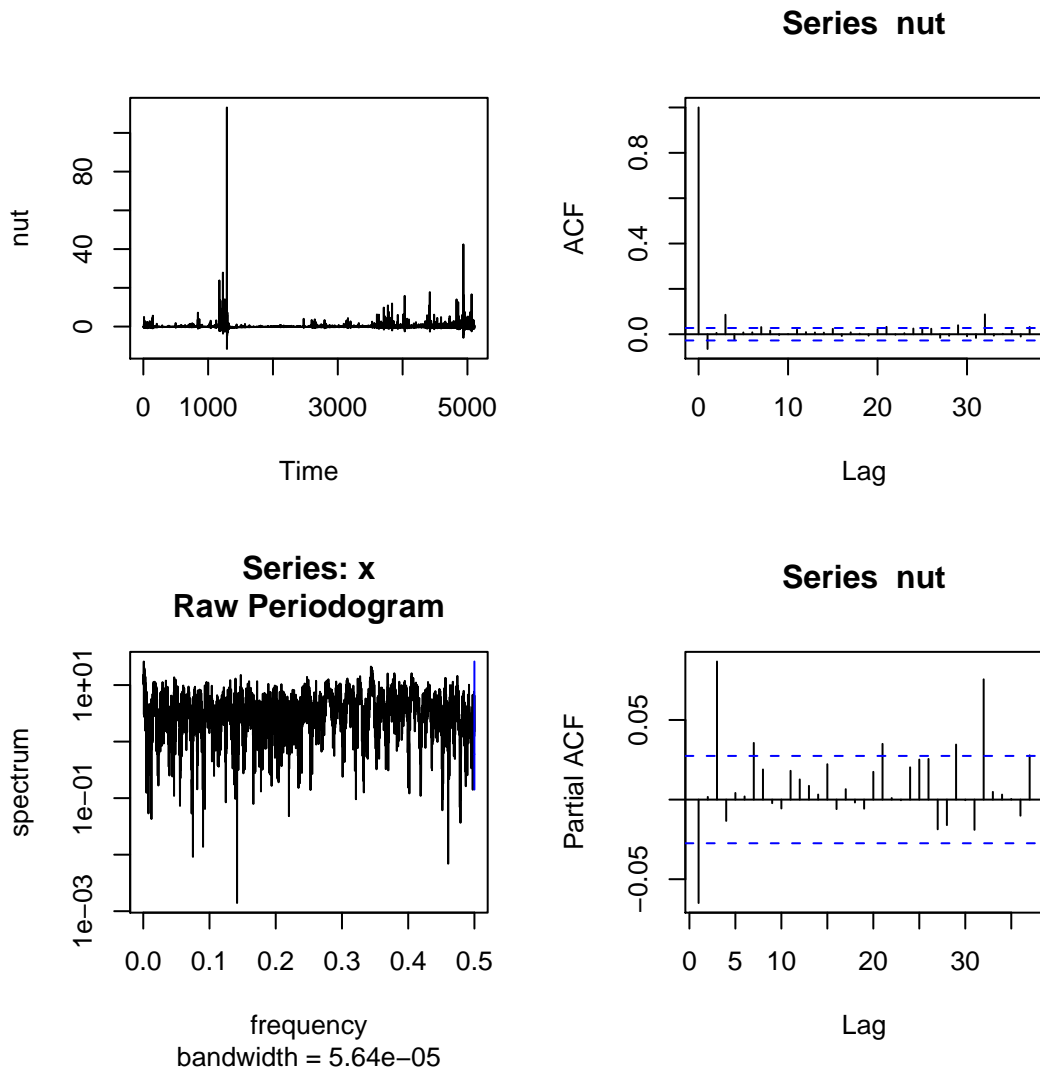 Series nut
nut
80
40
0
0 1000 3000 5000
Time
ACF
0.8
0.4
0.0
0 10 20 30
Lag
Series: x
Raw Periodogram
spectrum
1e+01
1e−01
1e−03
0.0 0.1 0.2 0.3 0.4 0.5
frequency
bandwidth = 5.64e−05
Series nut
Partial ACF
0.05
−0.05
0 5 10 20 30
Lag